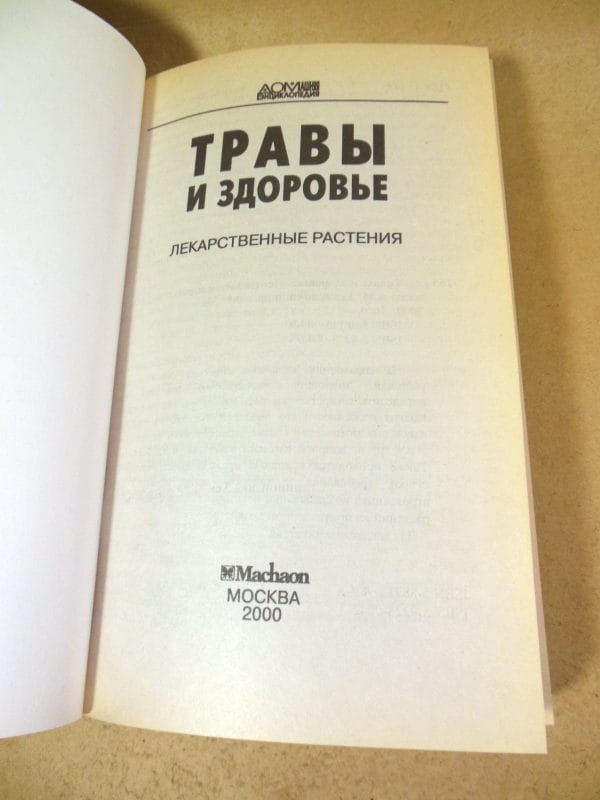 ДОМАШНЯЯ
ЭНЦИКЛОПЕДИЯ
ТРАВЫ
И ЗДОРОВЬЕ
ЛЕКАРСТВЕННЫЕ РАСТЕНИЯ
Machaon
МОСКВА
2000